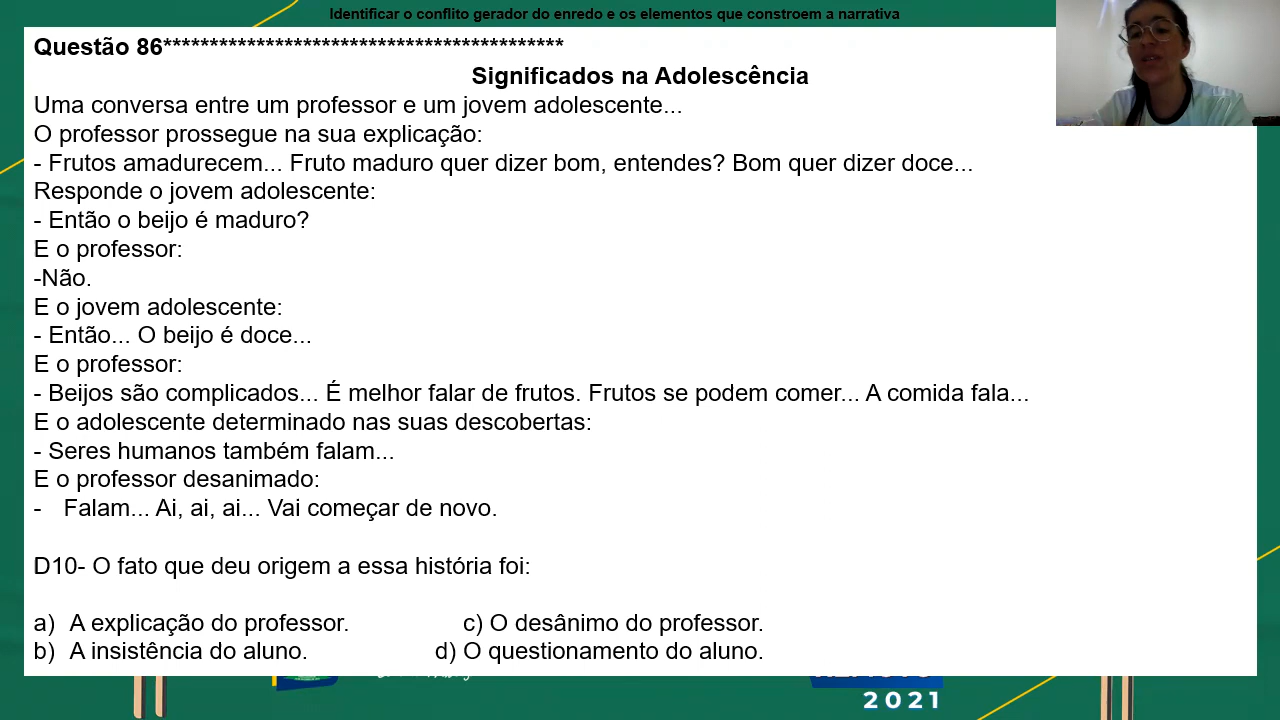 Identificar o conflito gerador do enredo e os elementos que constroem a narrativa
Questão 86*******************************************
Significados na Adolescência
Uma conversa entre um professor e um jovem adolescente...
O professor prossegue na sua explicação:
- Frutos amadurecem... Fruto maduro quer dizer bom, entendes? Bom quer dizer doce...
Responde o jovem adolescente:
- Então o beijo é maduro?
E o professor:
-Não.
E o jovem adolescente:
- Então... O beijo é doce...
E o professor:
- Beijos são complicados... É melhor falar de frutos. Frutos se podem comer... A comida fala...
E o adolescente determinado nas suas descobertas:
- Seres humanos também falam...
E o professor desanimado:
- Falam... Ai, ai, ai... Vai começar de novo.
D10- O fato que deu origem a essa história foi:
a) A explicação do professor. c) O desânimo do professor.
b) A insistência do aluno. d) O questionamento do aluno.
2021